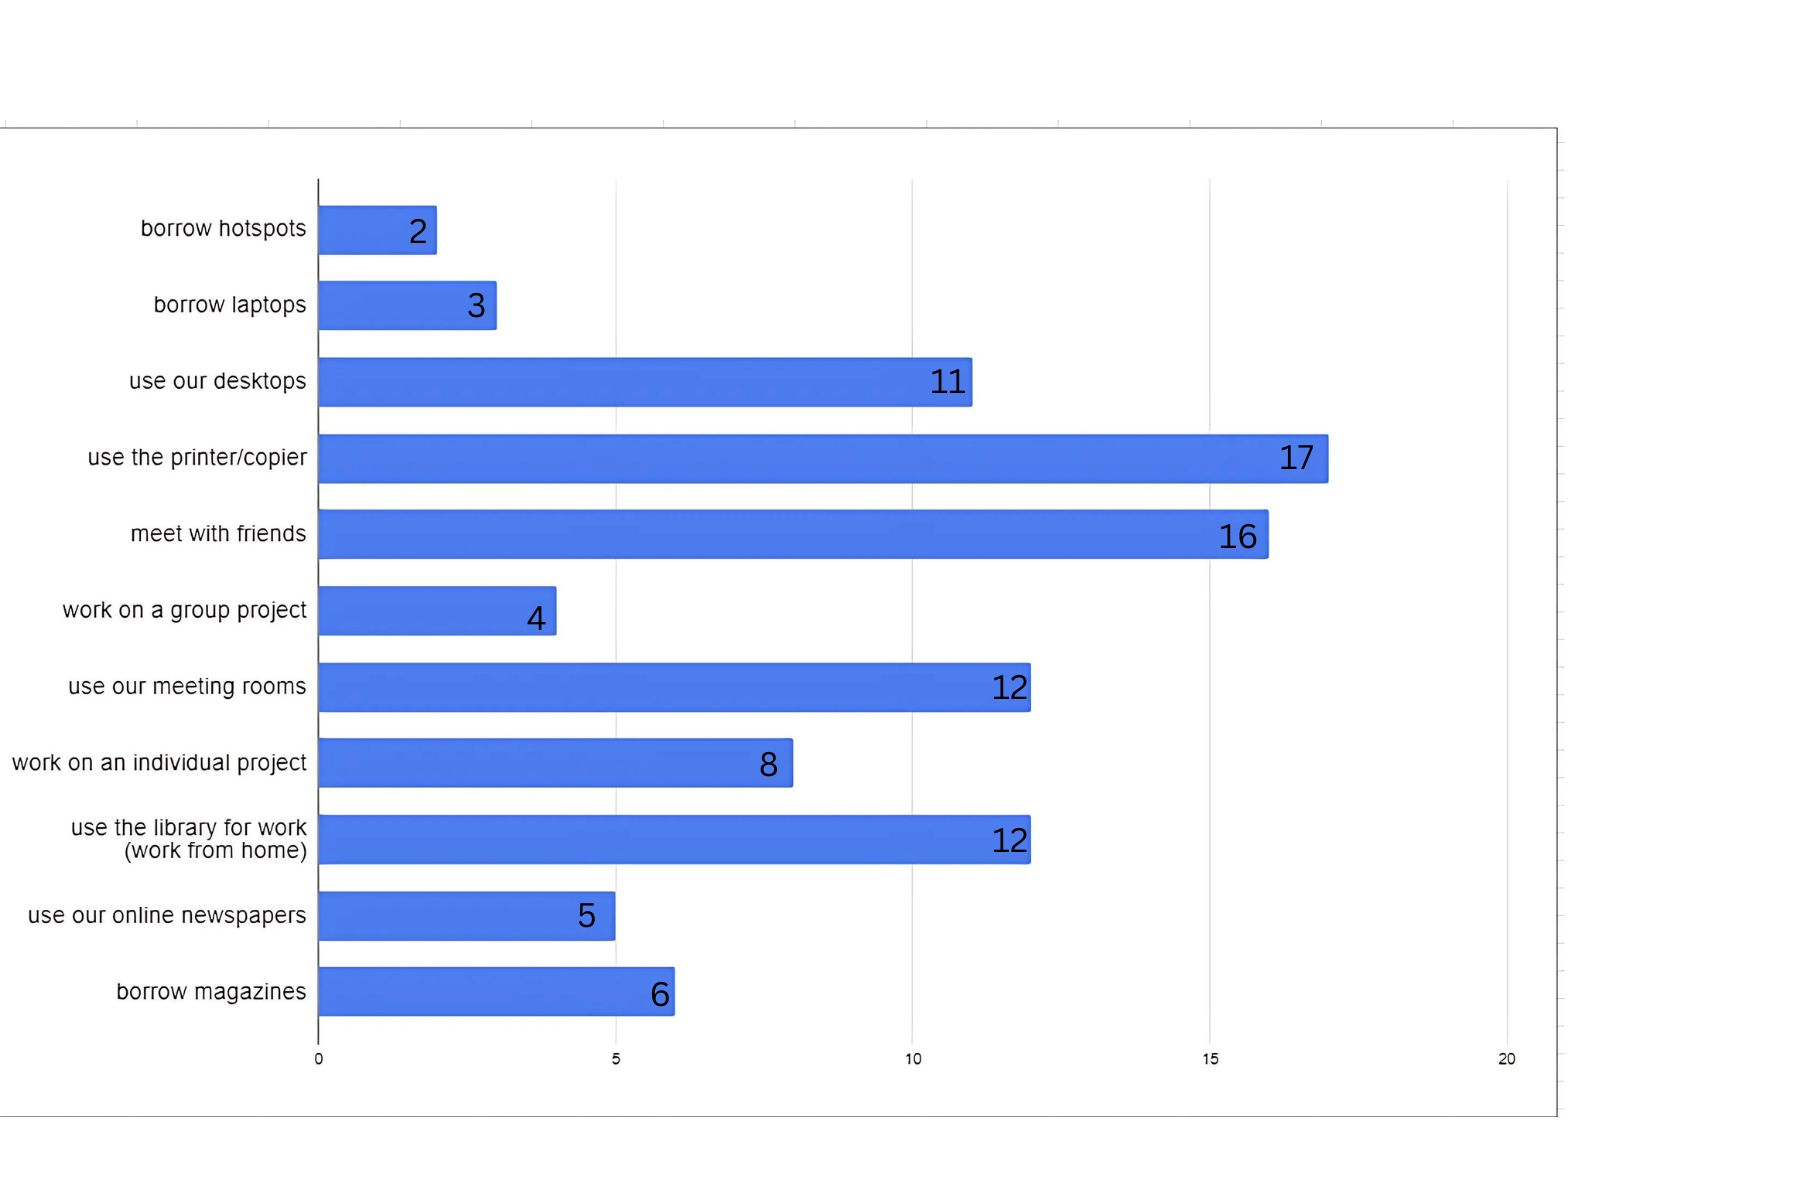 borrow hotspots 2
borrow laptops 3
use our desktops 11
use the printer/copier 17
meet with friends 16
work on a group project 4
use our meeting rooms 12
work on an individual project 8
use the library for work
(work from home) 12
use our online newspapers 5
borrow magazines 6
0 5 10 15 20